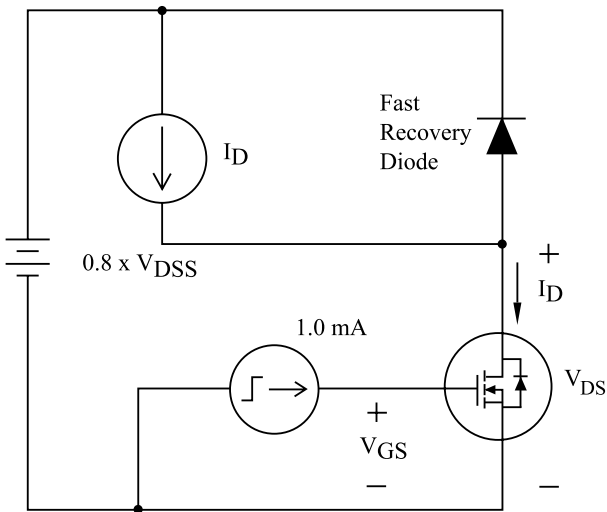 Fast
Recovery
Diode
I_D
0.8 x V_DSS
+
I_D
1.0 mA
V_DS
+
V_GS
−
−